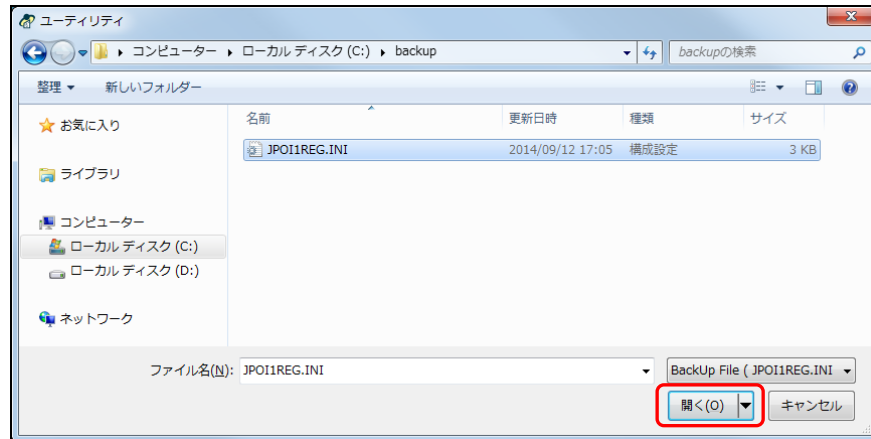 ユーティリティ
コンピューター ▸ ローカル ディスク (C:) ▸ backup
backupの検索
整理 新しいフォルダー
お気に入り
ライブラリ
コンピューター
ローカル ディスク (C:)
ローカル ディスク (D:)
ネットワーク
名前 更新日時 種類 サイズ
JPOI1REG.INI 2014/09/12 17:05 構成設定 3 KB
ファイル名(N): JPOI1REG.INI
BackUp File ( JPOI1REG.INI
開く(O) キャンセル